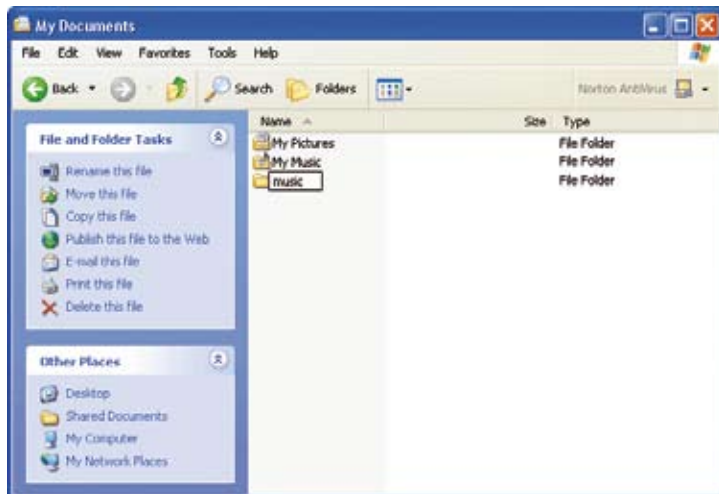 My Documents
File Edit View Favorites Tools Help
Back Search Folders Norton AntiVirus
File and Folder Tasks
Rename this file
Move this file
Copy this file
Publish this file to the Web
E-mail this file
Print this file
Delete this file
Other Places
Desktop
Shared Documents
My Computer
My Network Places
Name Size Type
My Pictures File Folder
My Music File Folder
music File Folder